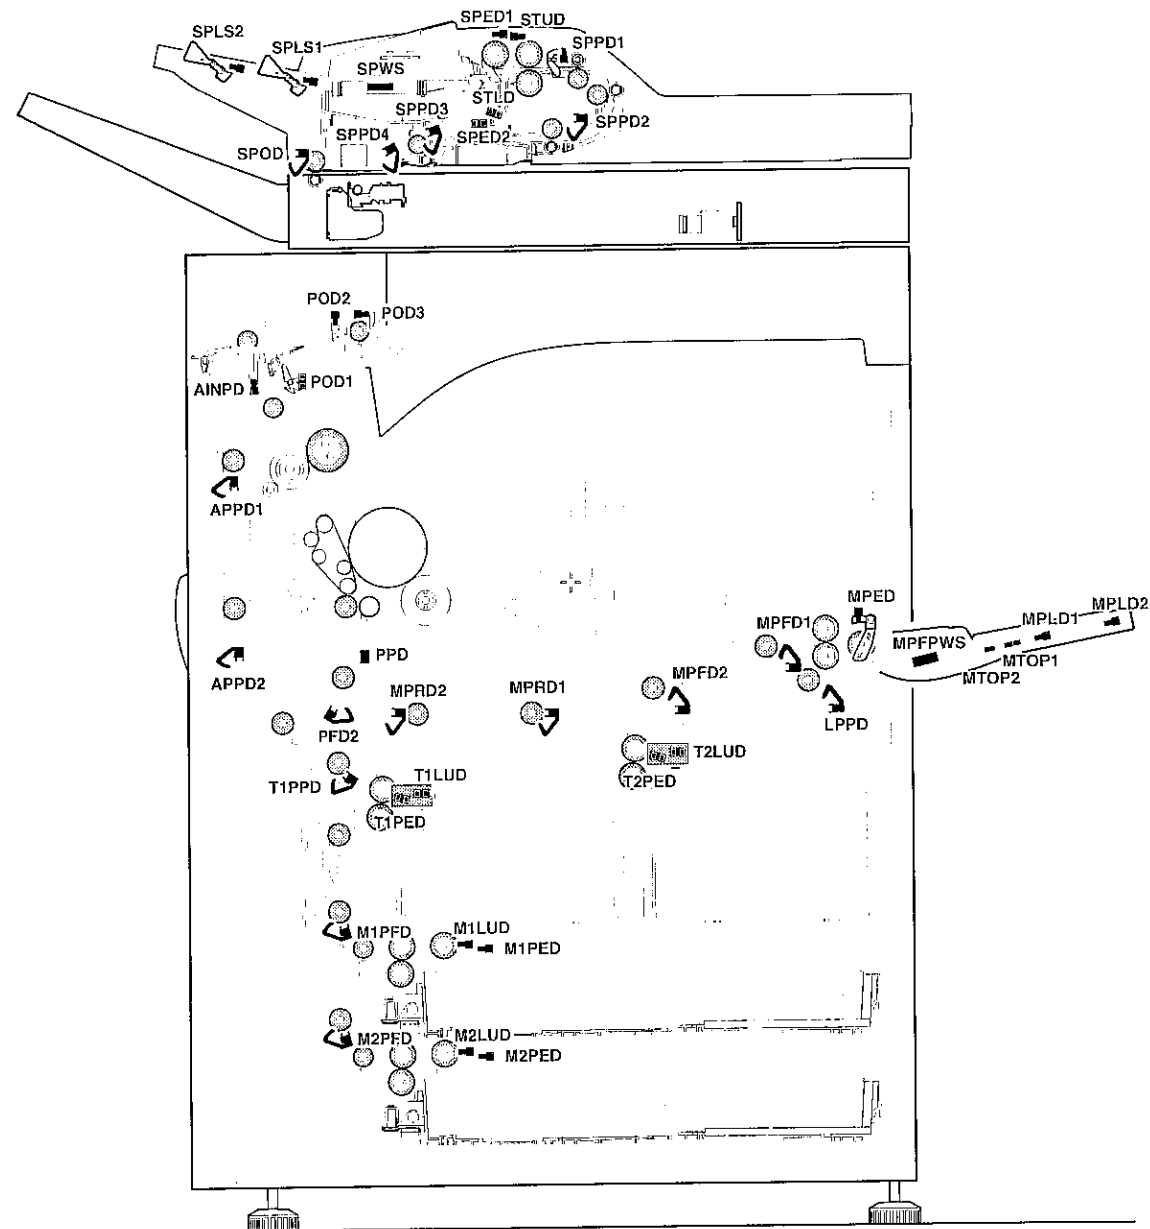 SPED1 STUD
SPLS2
SPLS1
SPPD1
SPWS
STLD
SPPD3
SPPD2
SPPD4
SPED2
SPOD
POD2
POD3
AINPD
POD1
APPD1
MPED
MPLD2
MPFD1
MPLD1
MPFPWS
MTOP1
MTOP2
PPD
APPD2
MPRD2
MPRD1
MPFD2
LPPD
PFD2
T2LUD
T1LUD
T2PED
T1PPD
T1PED
M1LUD
M1PFD
M1PED
M2LUD
M2PFD
M2PED